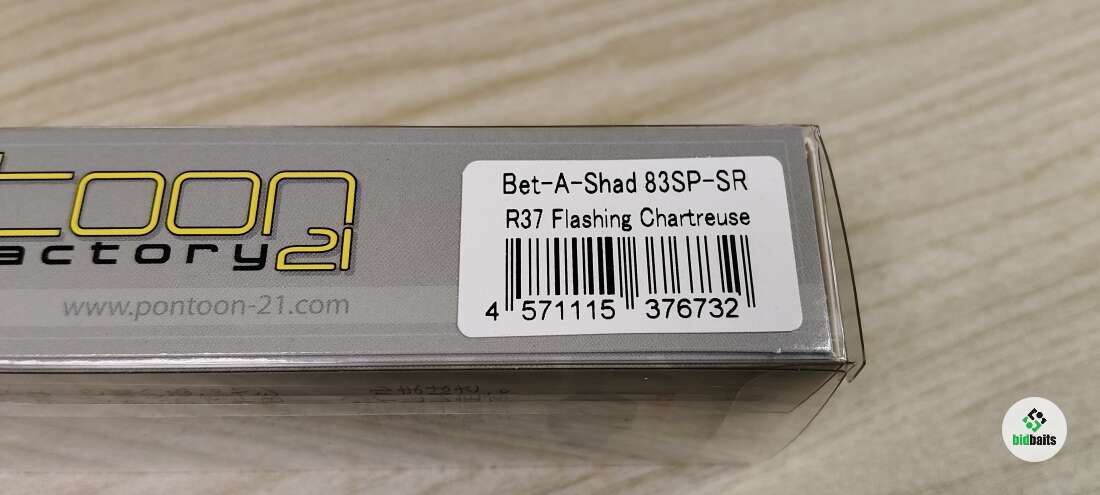 toon
actory21
www.pontoon-21.com
Bet-A-Shad 83SP-SR
R37 Flashing Chartreuse
4 571115 376732
bidbaits